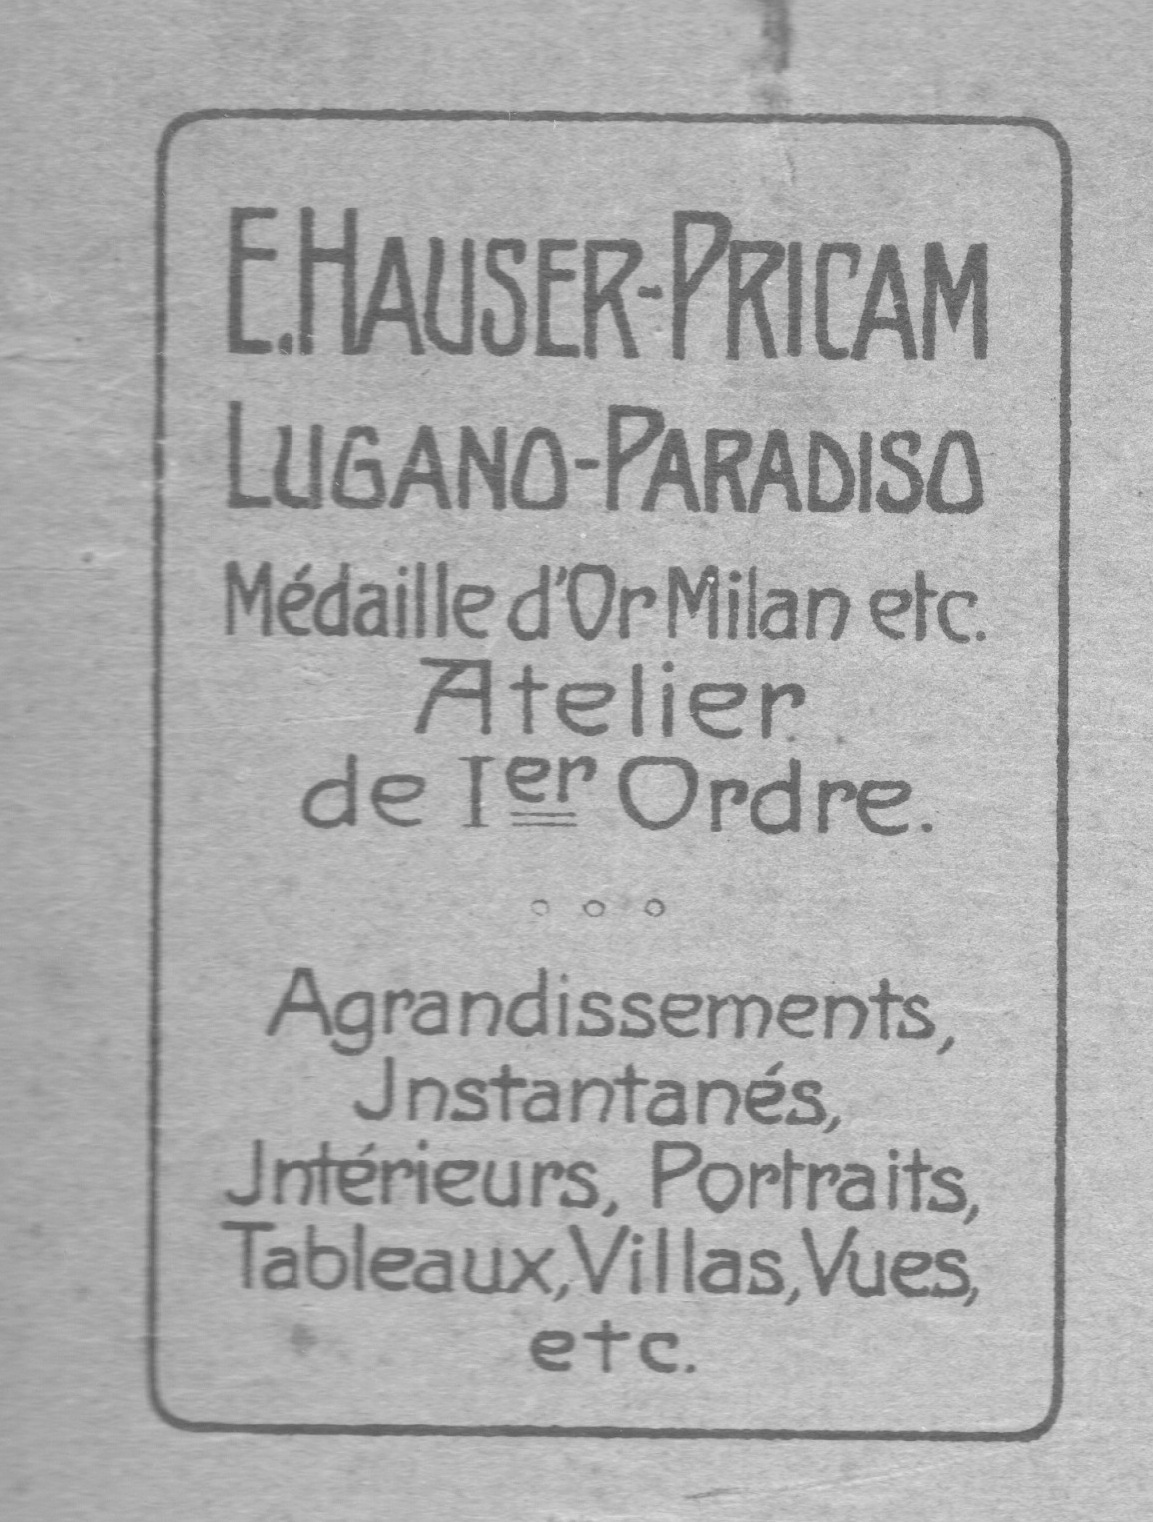 E. HAUSER-PRICAM
LUGANO-PARADISO
Médaille d'Or Milan etc.
Atelier
de Ier Ordre.
Agrandissements,
Jnstantanés,
Jntérieurs, Portraits,
Tableaux, Villas, Vues,
etc.